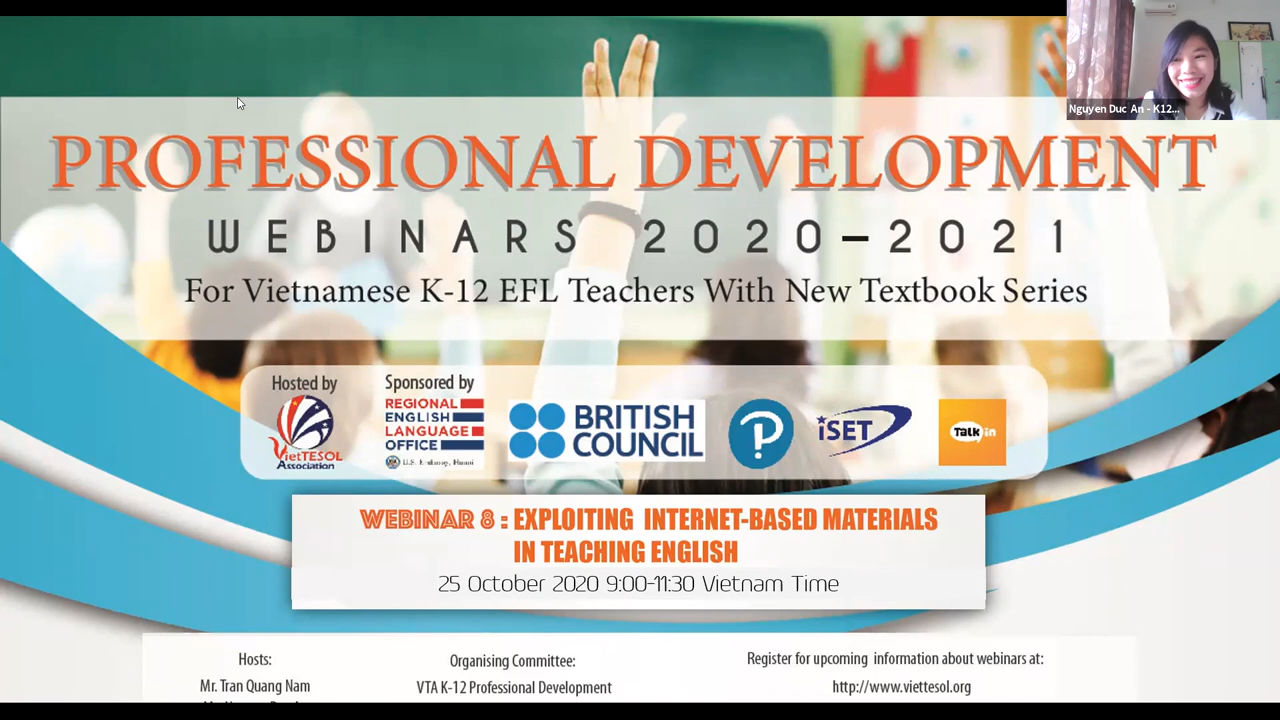 Nguyen Duc An - K12...
PROFESSIONAL DEVELOPMENT
WEBINARS 2020-2021
For Vietnamese K-12 EFL Teachers With New Textbook Series
Hosted by
VietTESOL
Association
Sponsored by
REGIONAL
ENGLISH
LANGUAGE
OFFICE
U.S. Embassy, Hanoi
BRITISH
COUNCIL
P
iSET
Talk in
WEBINAR 8 : EXPLOITING INTERNET-BASED MATERIALS
IN TEACHING ENGLISH
25 October 2020 9:00-11:30 Vietnam Time
Hosts:
Mr. Tran Quang Nam
Organising Committee:
VTA K-12 Professional Development
Register for upcoming information about webinars at:
http://www.viettesol.org